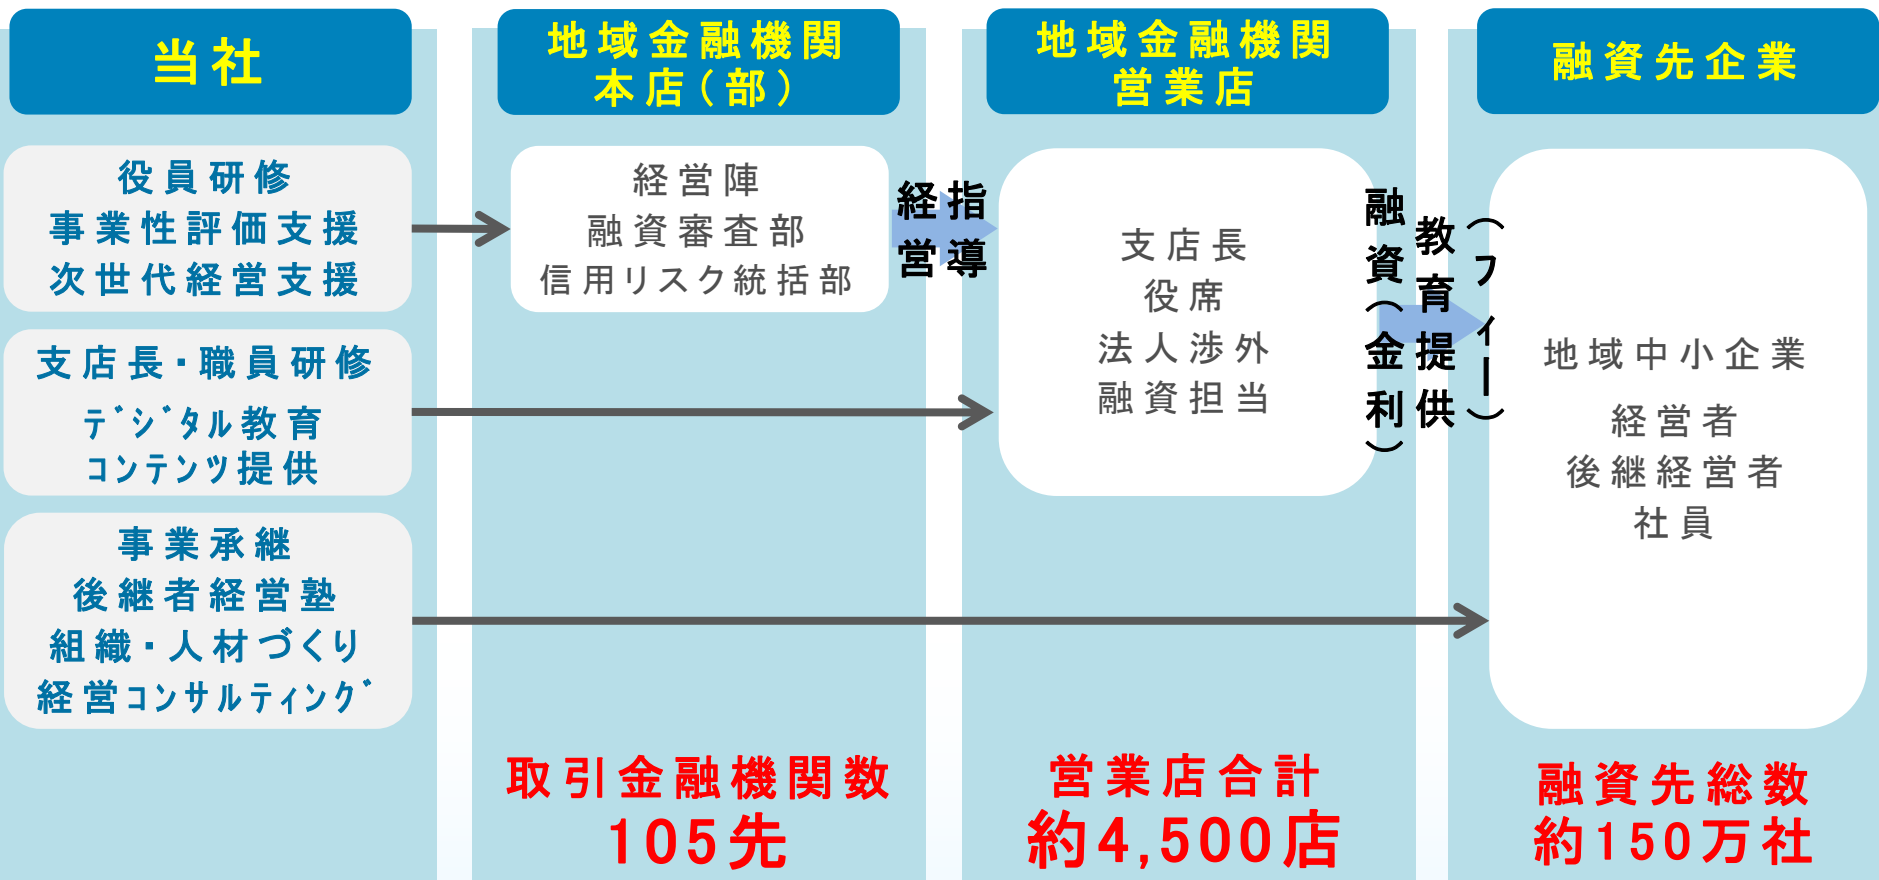 当社
役員研修
事業性評価支援
次世代経営支援
支店長・職員研修
ﾃﾞｼﾞﾀﾙ教育
ｺﾝﾃﾝﾂ提供
事業承継
後継者経営塾
組織・人材づくり
経営ｺﾝｻﾙﾃｨﾝｸﾞ
地域金融機関
本店(部)
経営陣
融資審査部
信用リスク統括部
取引金融機関数
105先
経営
指導
地域金融機関
営業店
支店長
役席
法人渉外
融資担当
営業店合計
約4,500店
融資(金利)
教育提供
(フィー)
融資先企業
地域中小企業
経営者
後継経営者
社員
融資先総数
約150万社